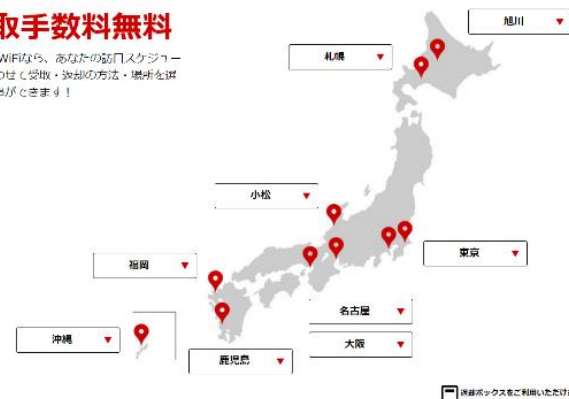 取手数料無料
WiFiなら、あなたの訪日スケジュー
わせて受取・返却の方法・場所を選
事ができます！
旭川
札幌
小松
福岡
東京
名古屋
沖縄
大阪
鹿児島
返却ボックスをご利用いただけ